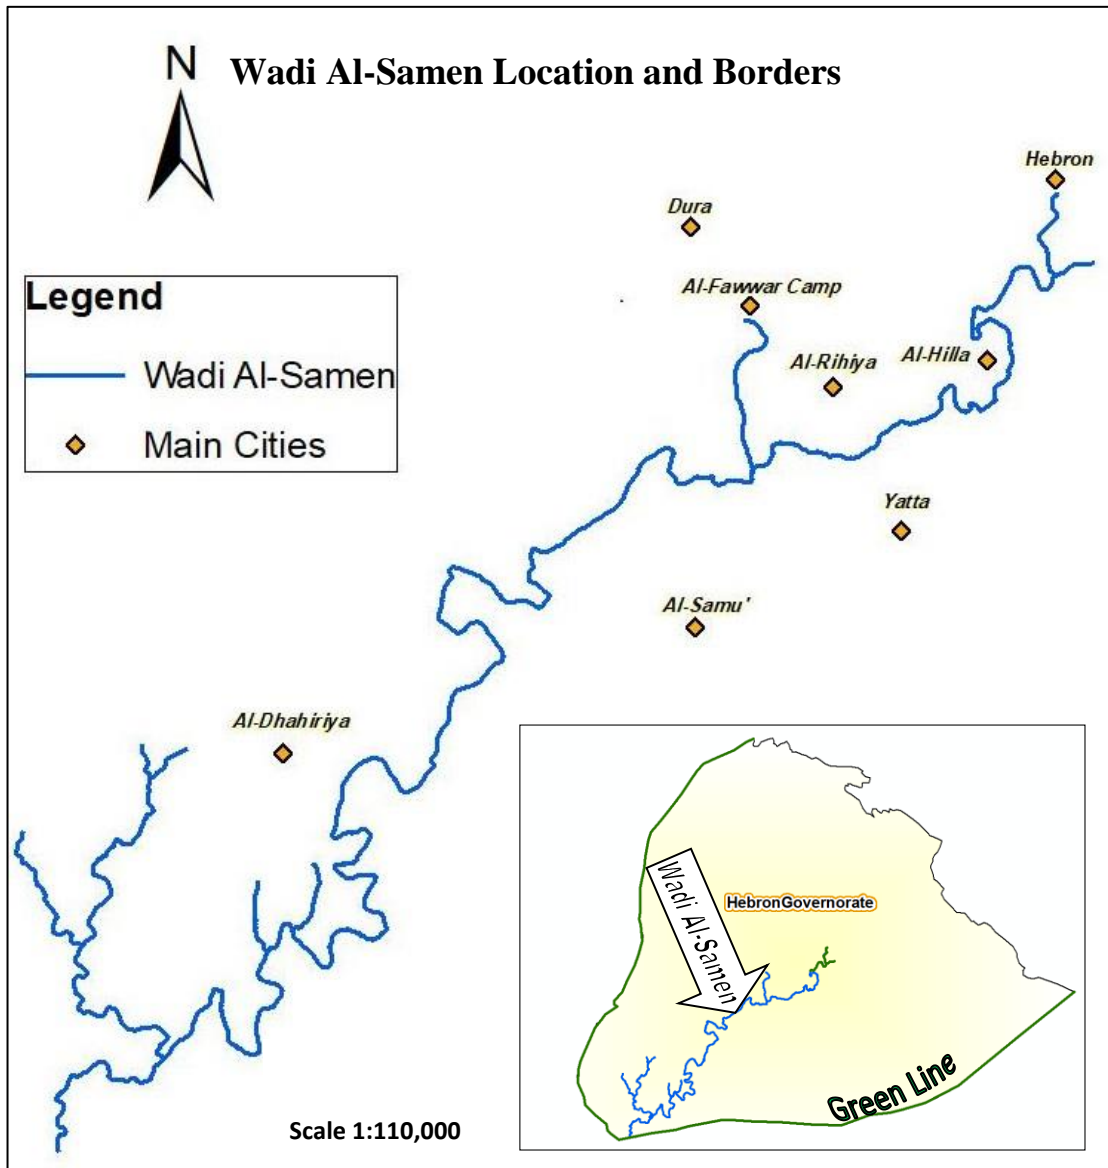 N
Wadi Al-Samen Location and Borders
Hebron
Dura
Al-Fawwar Camp
Al-Rihiya
Al-Hilla
Legend
Wadi Al-Samen
Main Cities
Yatta
Al-Samu'
Al-Dhahiriya
Wadi Al-Samen
HebronGovernorate
Green Line
Scale 1:110,000